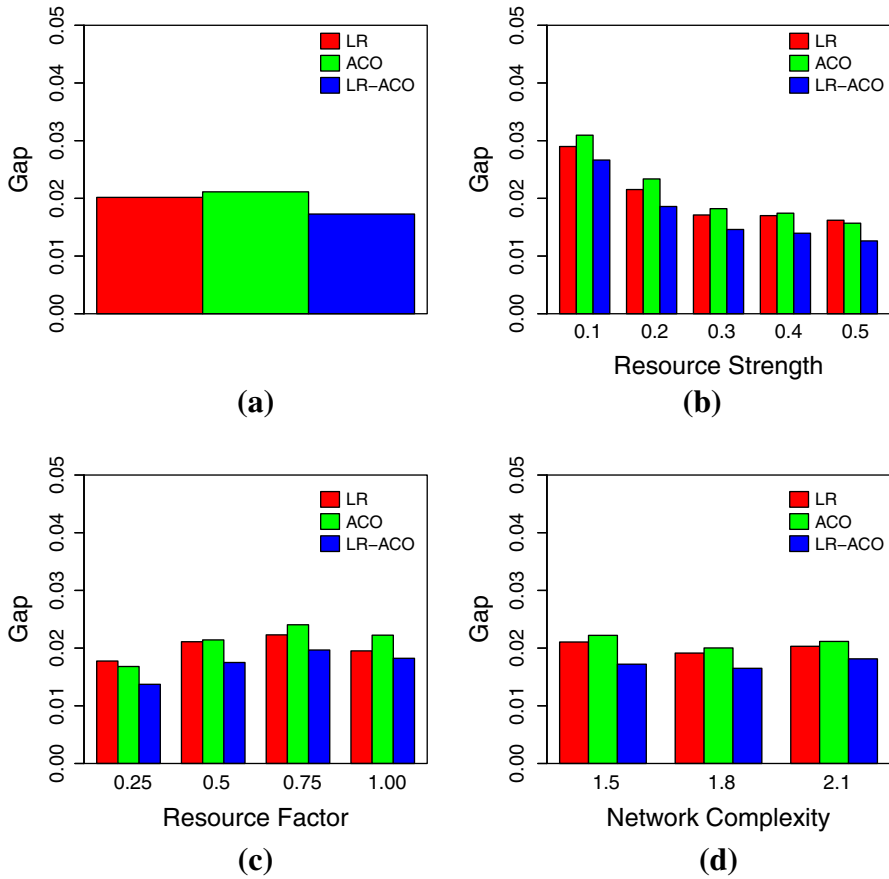 Gap
0.00 0.01 0.02 0.03 0.04 0.05
LR
ACO
LR−ACO
(a)
Gap
0.00 0.01 0.02 0.03 0.04 0.05
LR
ACO
LR−ACO
0.1 0.2 0.3 0.4 0.5
Resource Strength
(b)
Gap
0.00 0.01 0.02 0.03 0.04 0.05
LR
ACO
LR−ACO
0.25 0.5 0.75 1.00
Resource Factor
(c)
Gap
0.00 0.01 0.02 0.03 0.04 0.05
LR
ACO
LR−ACO
1.5 1.8 2.1
Network Complexity
(d)